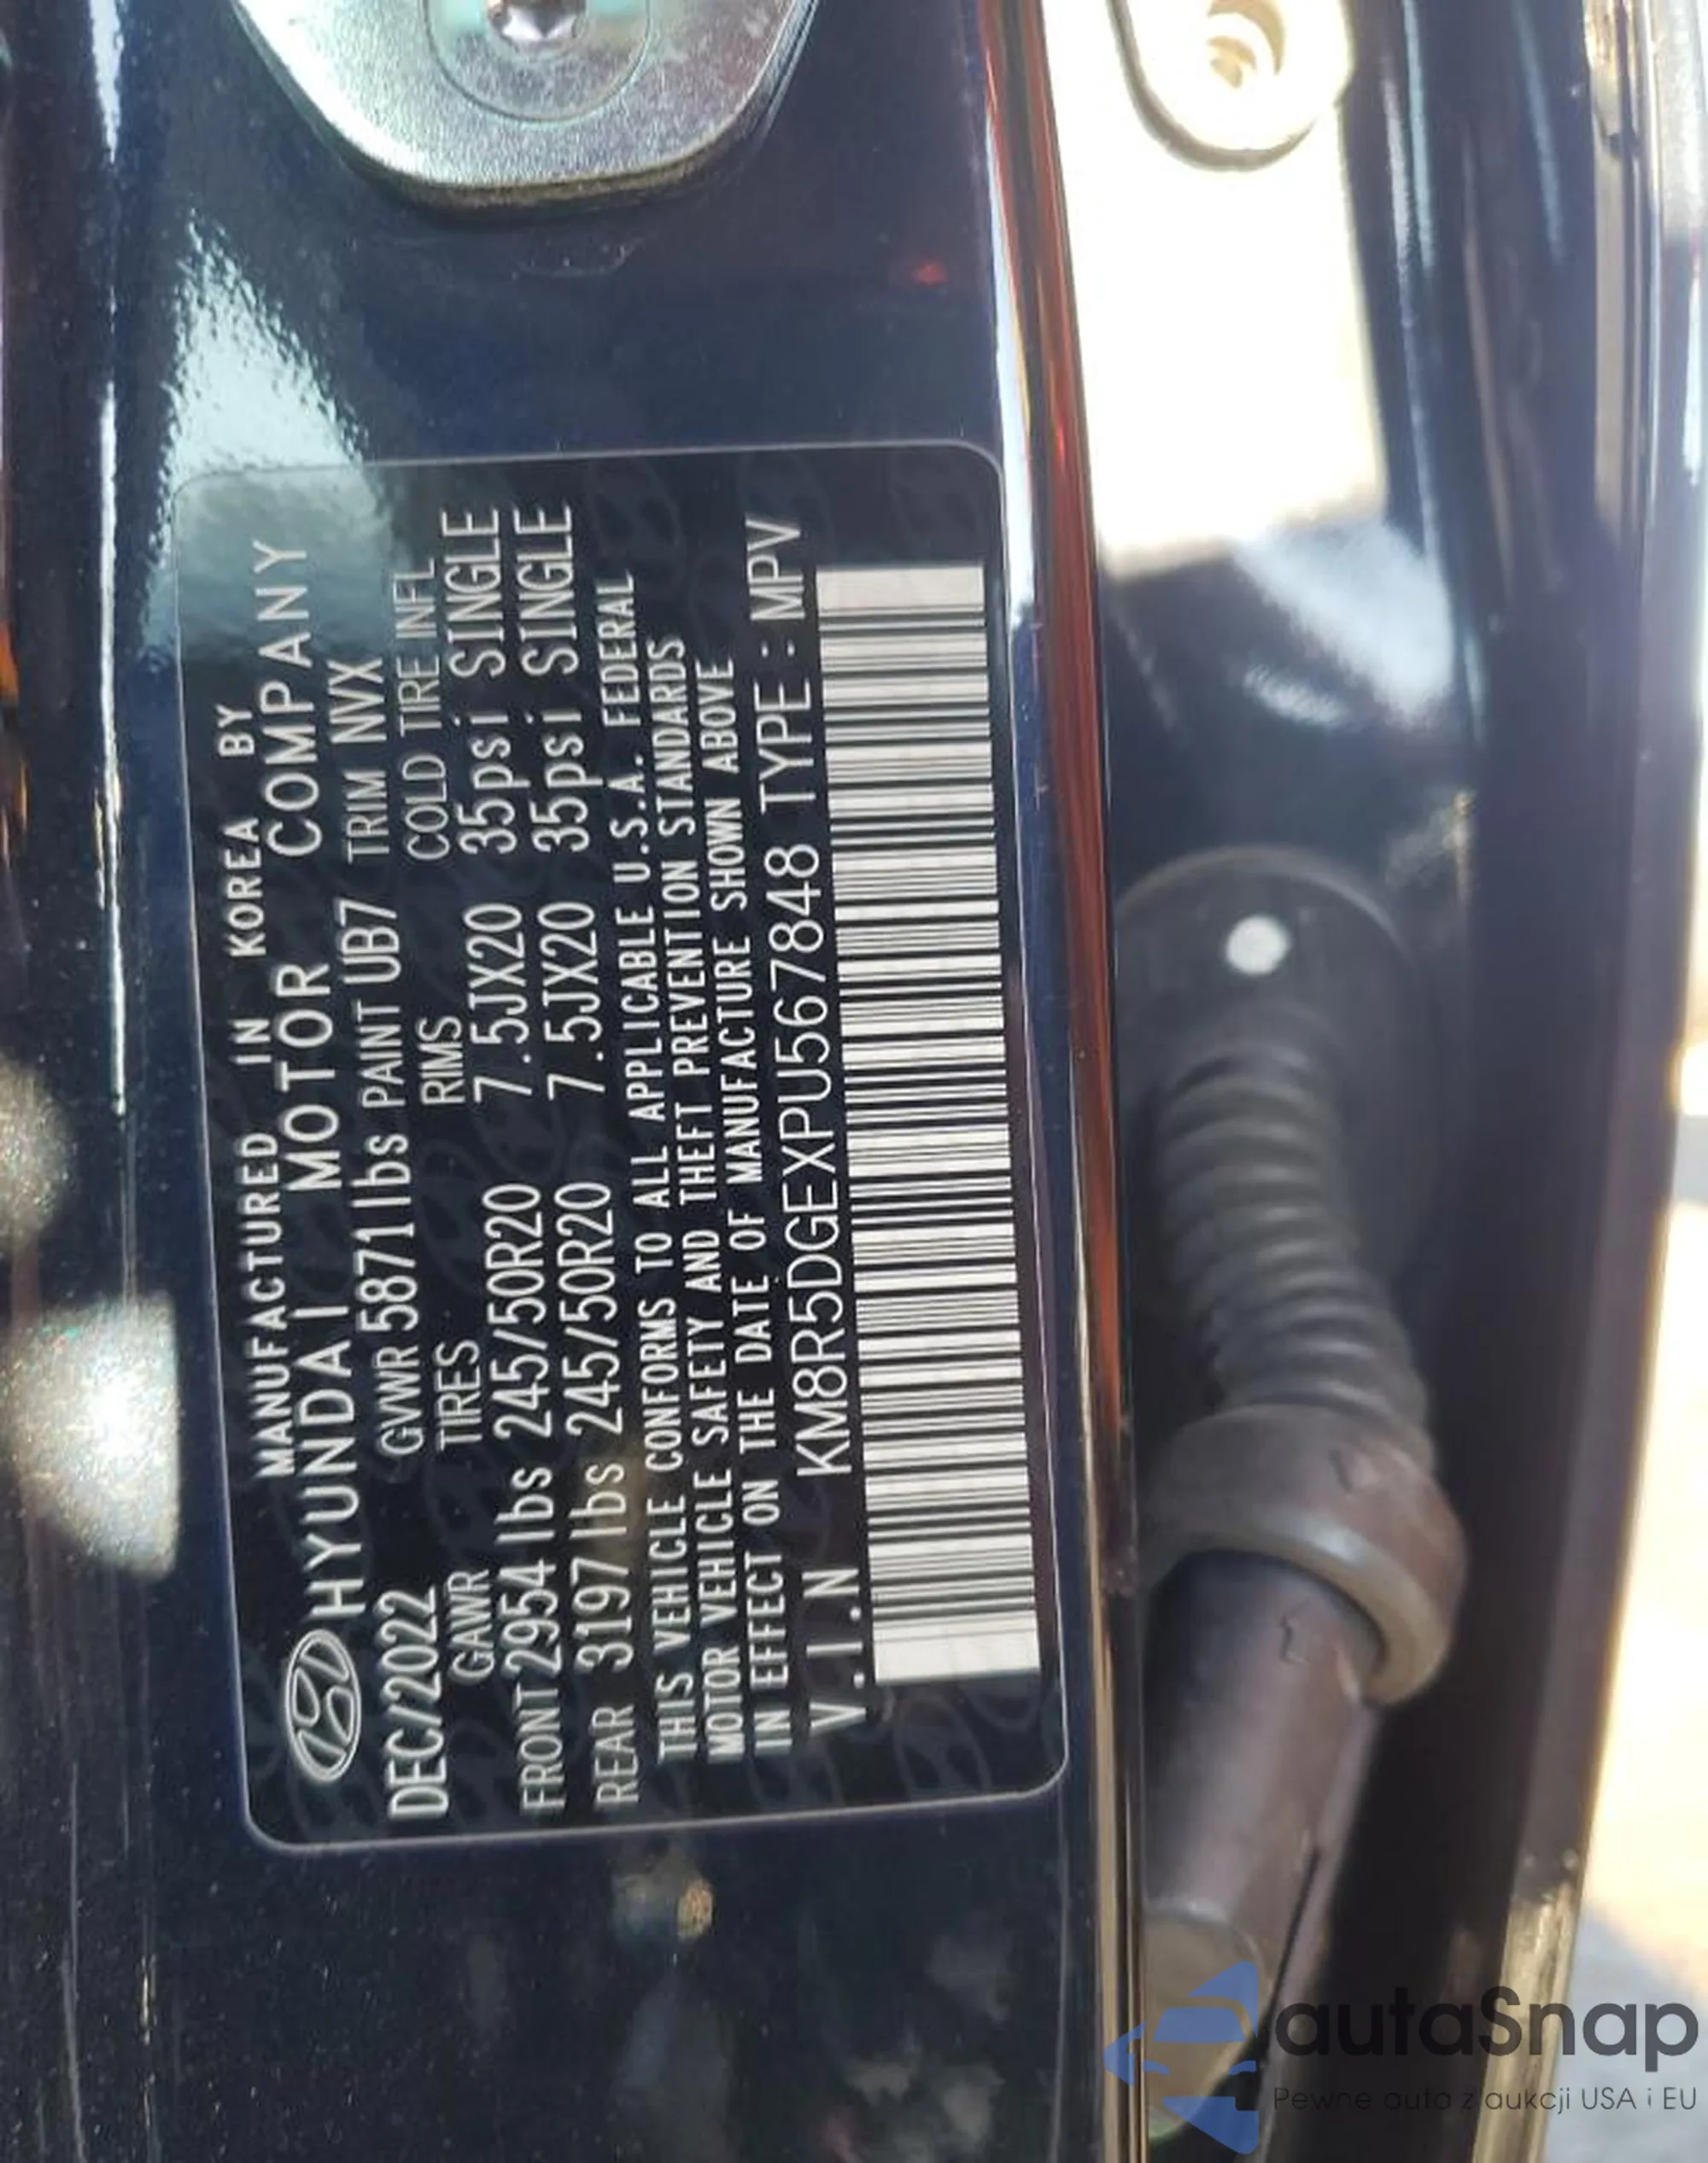 MANUFACTURED IN KOREA BY
HYUNDAI MOTOR COMPANY
DEC/2022 GVWR 5871lbs PAINT UB7 TRIM NVX
GAWR TIRES RIMS COLD TIRE INFL
FRONT 2954 lbs 245/50R20 7.5JX20 35psi SINGLE
REAR 3197 lbs 245/50R20 7.5JX20 35psi SINGLE
THIS VEHICLE CONFORMS TO ALL APPLICABLE U.S.A. FEDERAL
MOTOR VEHICLE SAFETY AND THEFT PREVENTION STANDARDS
IN EFFECT ON THE DATE OF MANUFACTURE SHOWN ABOVE
V.I.N KM8R5DGEXPU567848 TYPE : MPV
autaSnap
Pewne auta z aukcji USA i EU